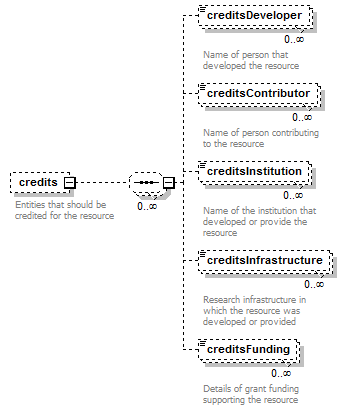 creditsDeveloper
0..∞
Name of person that
developed the resource
creditsContributor
0..∞
Name of person contributing
to the resource
credits
Entities that should be
credited for the resource
0..∞
creditsInstitution
0..∞
Name of the institution that
developed or provide the
resource
creditsInfrastructure
0..∞
Research infrastructure in
which the resource was
developed or provided
creditsFunding
0..∞
Details of grant funding
supporting the resource